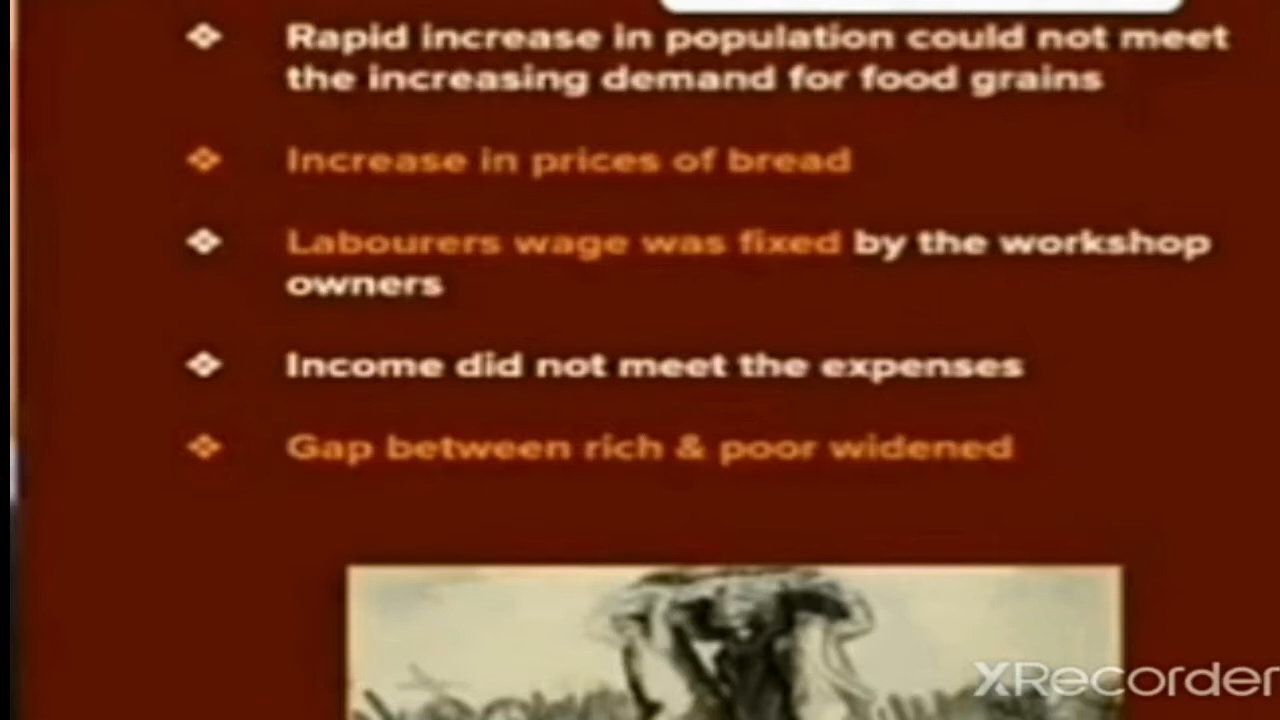 Rapid increase in population could not meet
the increasing demand for food grains
Increase in prices of bread
Labourers wage was fixed by the workshop
owners
Income did not meet the expenses
Gap between rich & poor widened
XRecorder